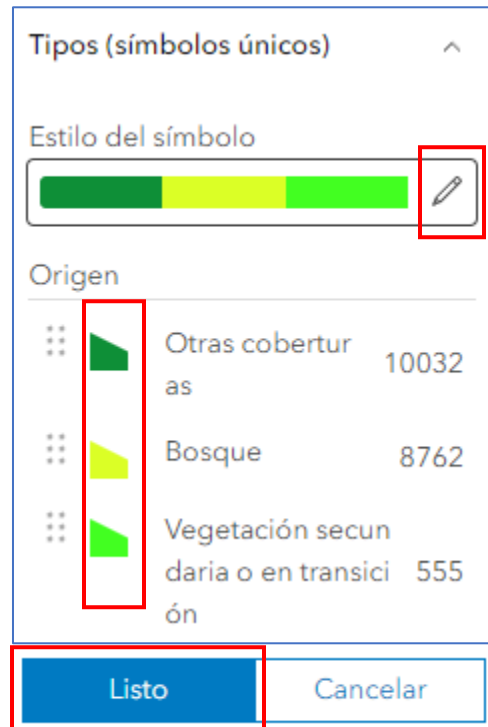 Tipos (símbolos únicos)
Estilo del símbolo
Origen
Otras cobertur
as
10032
Bosque
8762
Vegetación secun
daria o en transici
ón
555
Listo
Cancelar